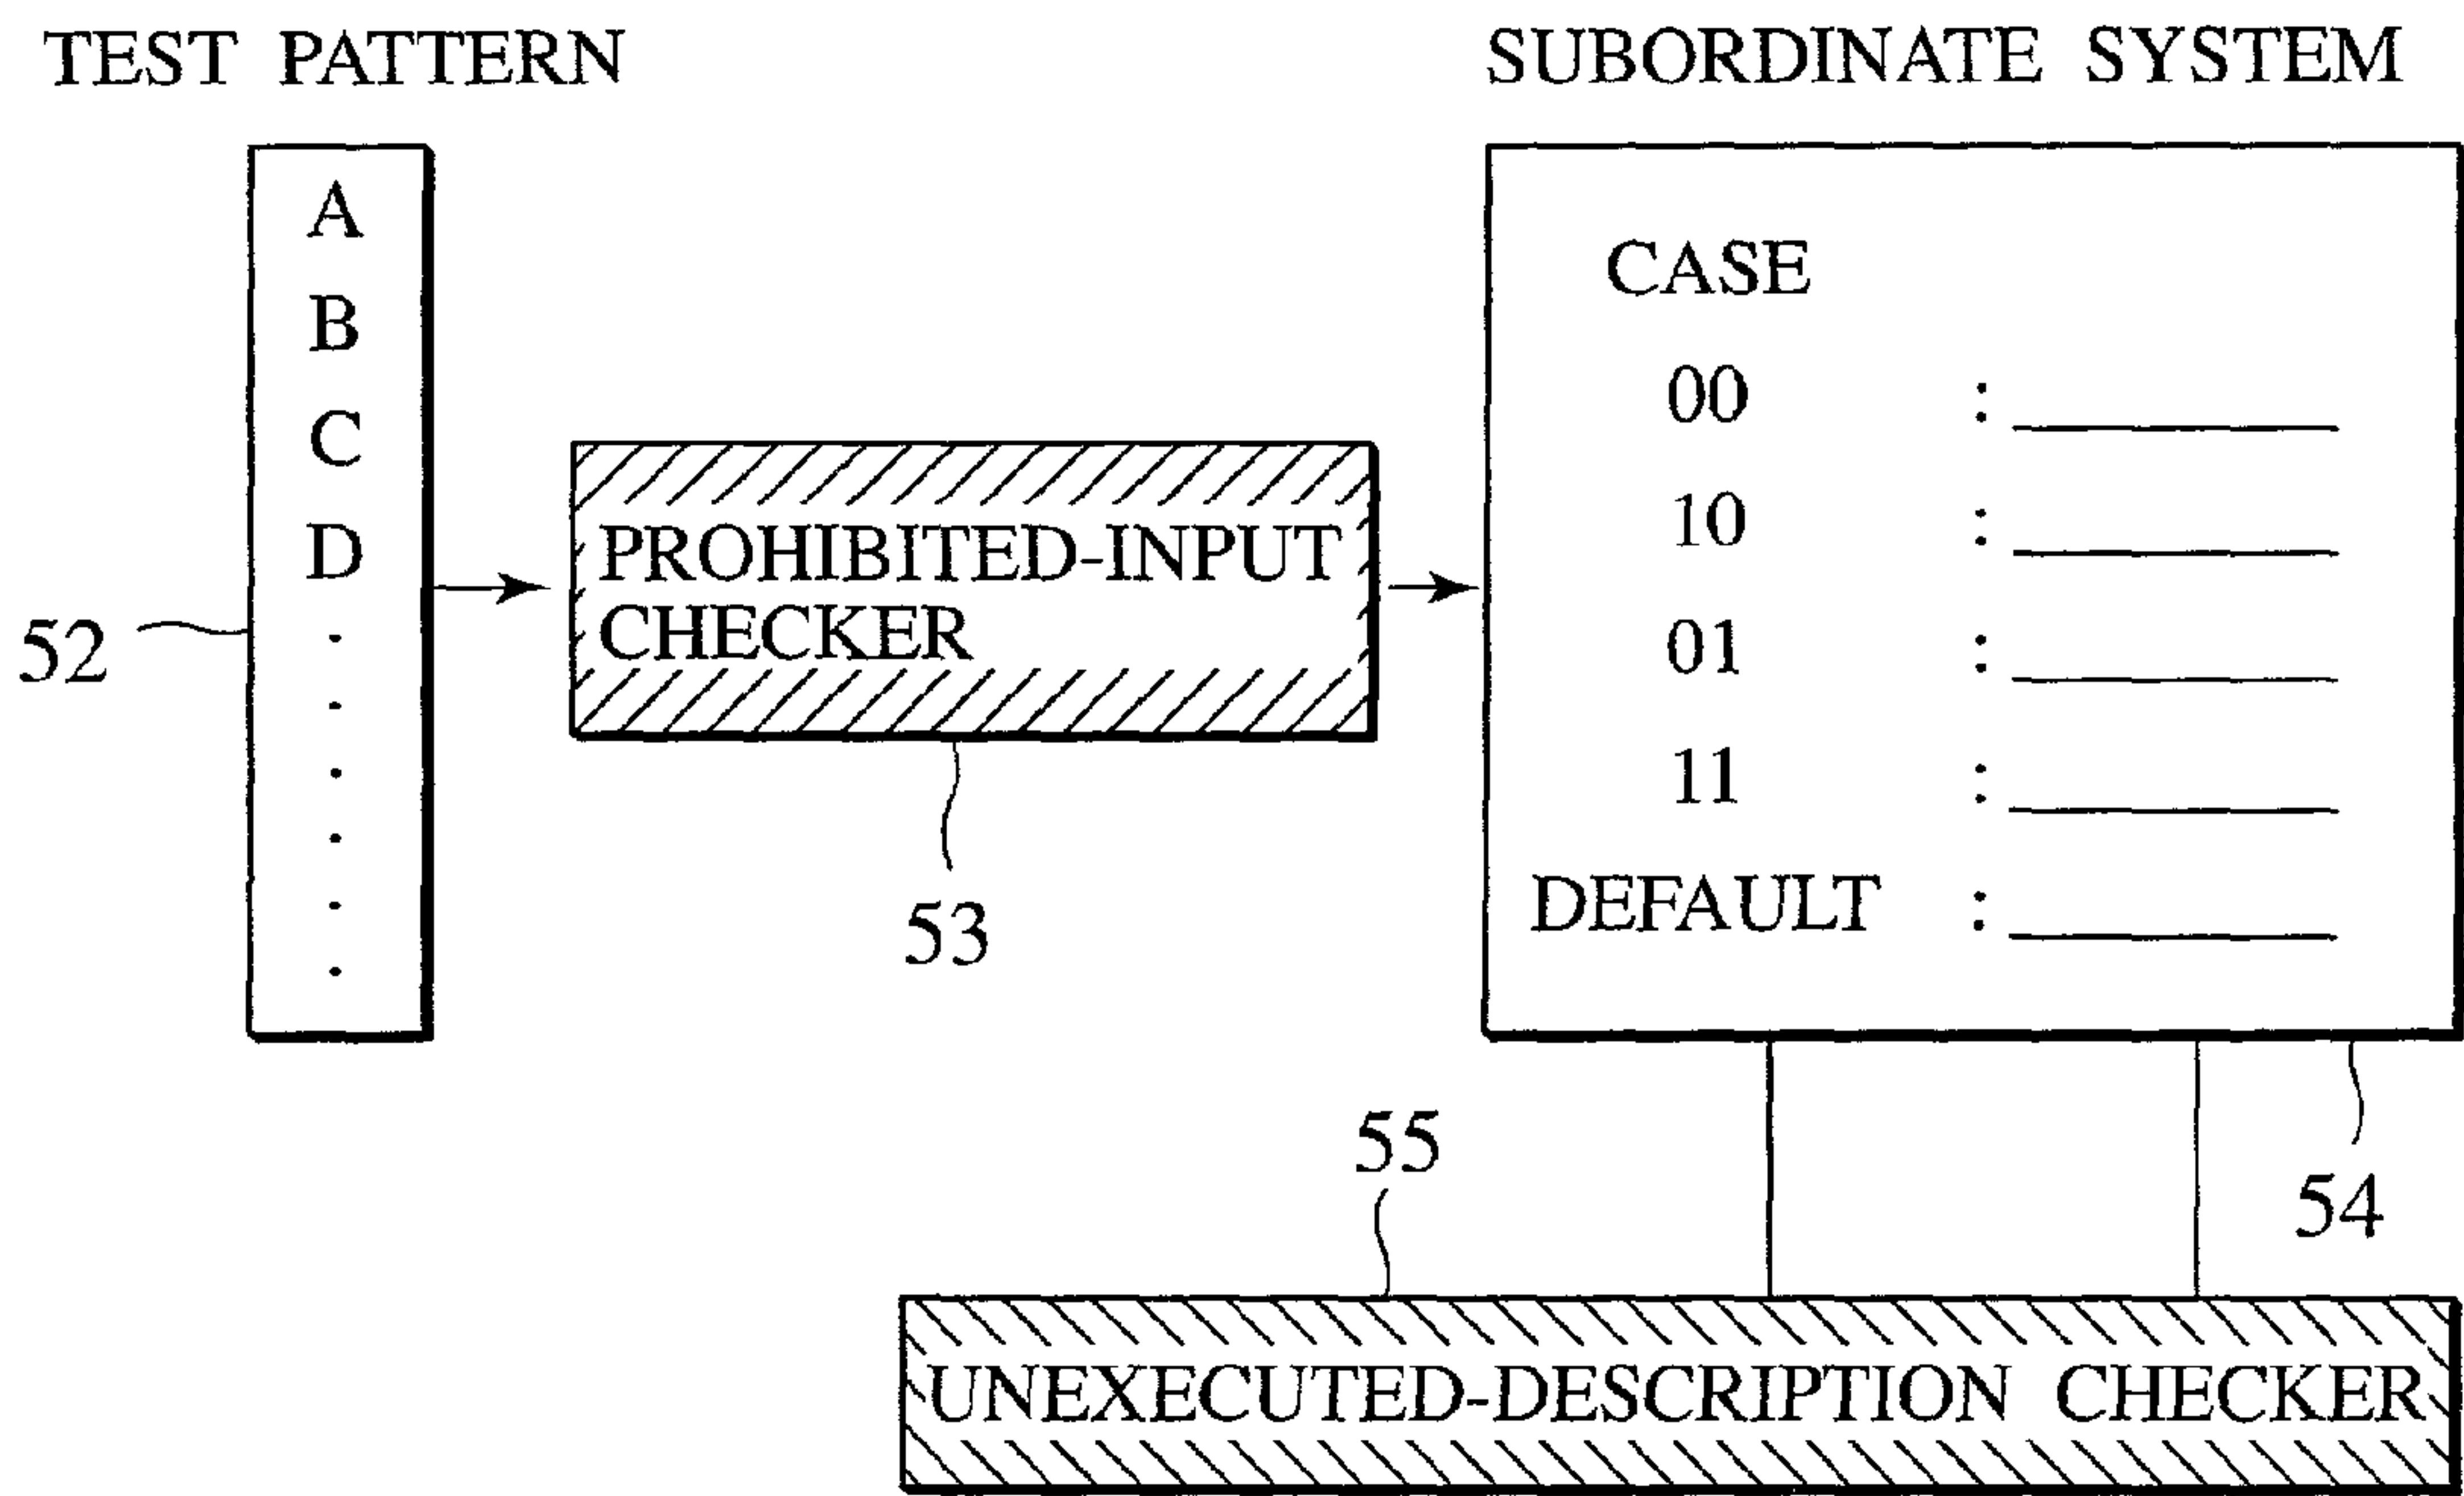 TEST PATTERN
SUBORDINATE SYSTEM
A
B
C
D
.
.
.
.
.
.
52
PROHIBITED-INPUT
CHECKER
53
CASE
00 :
10 :
01 :
11 :
DEFAULT :
54
55
UNEXECUTED-DESCRIPTION CHECKER